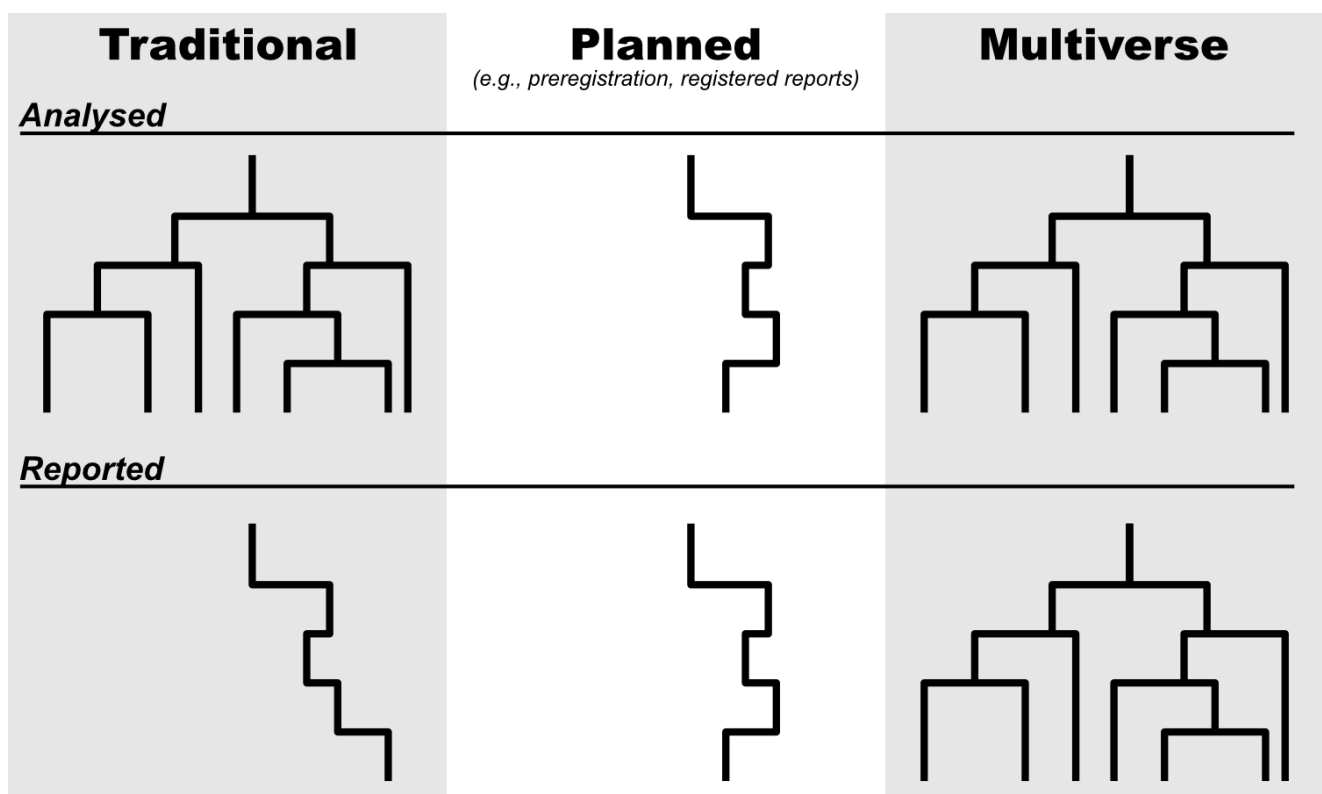 Traditional
Planned
Multiverse
(e.g., preregistration, registered reports)
Analysed
Reported